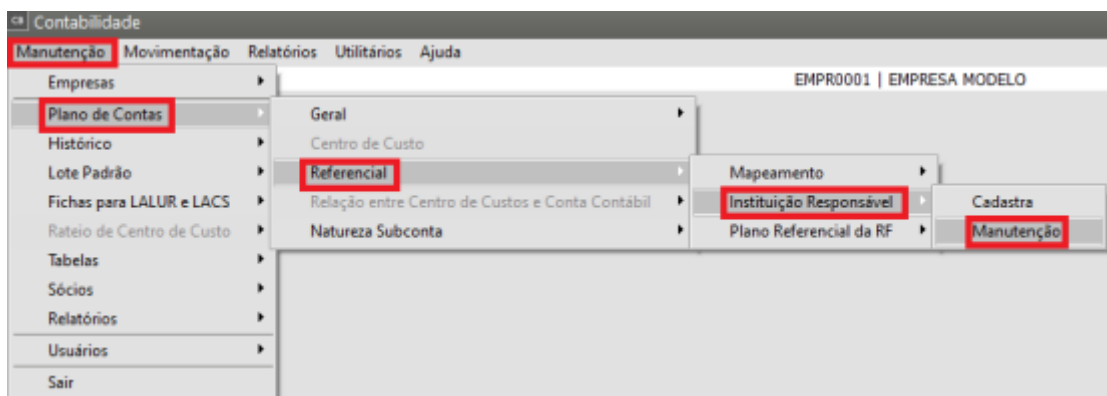 CB Contabilidade
Manutenção Movimentação Relatórios Utilitários Ajuda
EMPR0001 | EMPRESA MODELO
Empresas
Plano de Contas
Histórico
Lote Padrão
Fichas para LALUR e LACS
Rateio de Centro de Custo
Tabelas
Sócios
Relatórios
Usuários
Sair
Geral
Centro de Custo
Referencial
Relação entre Centro de Custos e Conta Contábil
Natureza Subconta
Mapeamento
Instituição Responsável
Plano Referencial da RF
Cadastra
Manutenção